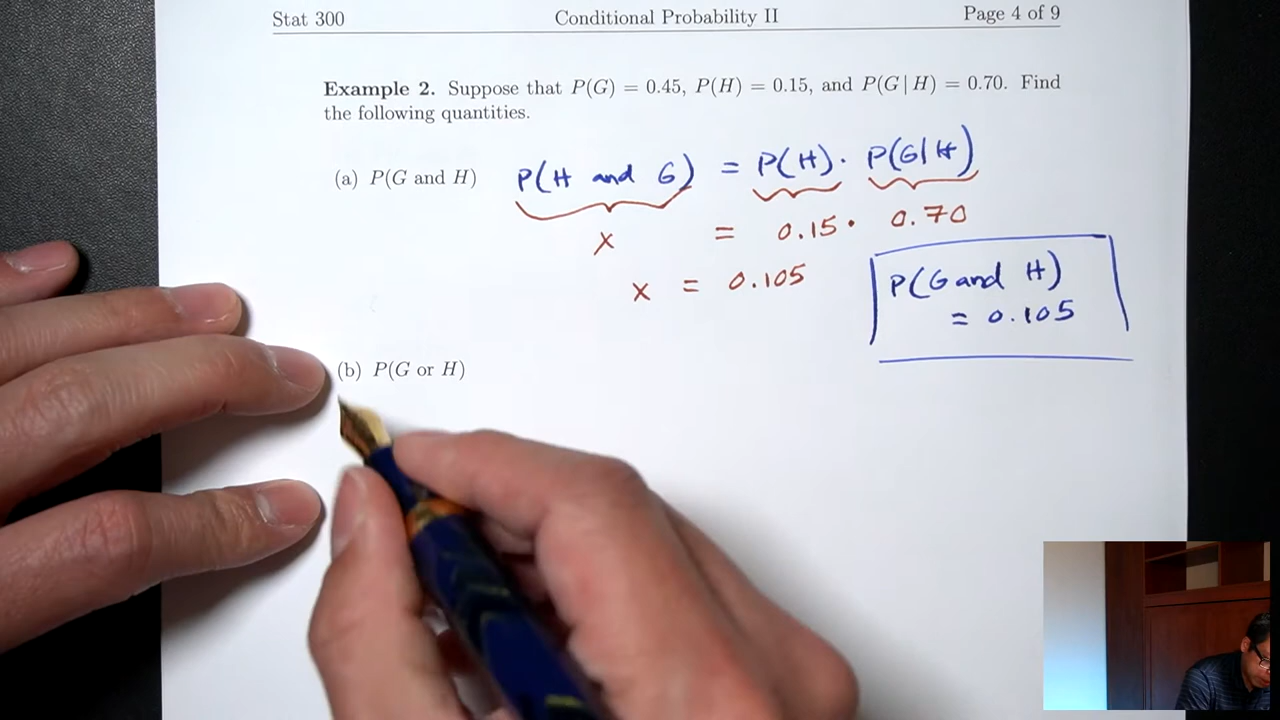 Stat 300 Conditional Probability II Page 4 of 9
Example 2. Suppose that P(G) = 0.45, P(H) = 0.15, and P(G | H) = 0.70. Find
the following quantities.
(a) P(G and H) P(H and G) = P(H) · P(G|H)
x = 0.15 · 0.70
x = 0.105
P(G and H)
= 0.105
(b) P(G or H)